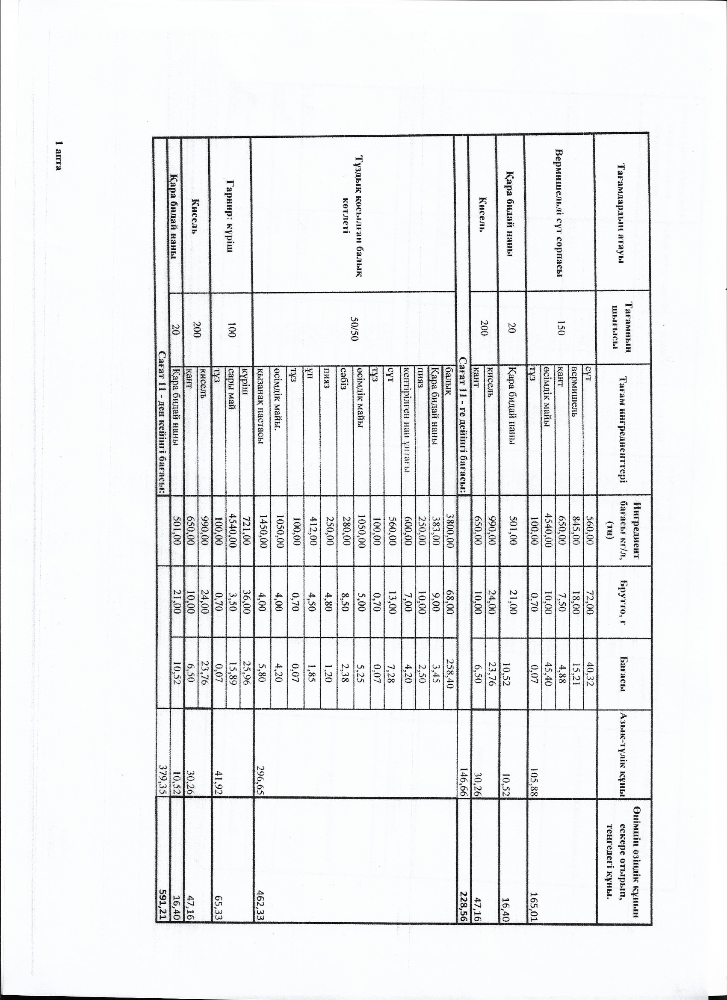 Тағамдардың атауы Тағамның шығысы Тағам ингредиенттері Ингредиент бағасы кг/л, (тн) Брутто, г Бағасы Азық-түлік құны Өнімнің өзіндік құнын ескере отырып, теңгедегі құны.
Вермишельді сүт сорпасы 150 сүт 560,00 72,00 40,32
вермишель 845,00 18,00 15,21
қант 650,00 7,50 4,88
өсімдік майы 4540,00 10,00 45,40
тұз 100,00 0,70 0,07 105,88 165,01
Қара бидай наны 20 Қара бидай наны 501,00 21,00 10,52 10,52 16,40
Кисель 200 кисель 990,00 24,00 23,76
қант 650,00 10,00 6,50 30,26 47,16
Сағат 11 - ге дейінгі бағасы: 146,66 228,56
Тұздық қосылған балық котлеті 50/50 балық 3800,00 68,00 258,40
Қара бидай наны 383,00 9,00 3,45
пияз 250,00 10,00 2,50
кептірілген нан ұнтағы 600,00 7,00 4,20
сүт 560,00 13,00 7,28
тұз 100,00 0,70 0,07
өсімдік майы 1050,00 5,00 5,25
сәбіз 280,00 8,50 2,38
пияз 250,00 4,80 1,20
ұн 412,00 4,50 1,85
тұз 100,00 0,70 0,07
өсімдік майы. 1050,00 4,00 4,20
қызанақ пастасы 1450,00 4,00 5,80 296,65 462,33
Гарнир: күріш 100 күріш 721,00 36,00 25,96
сары май 4540,00 3,50 15,89
тұз 100,00 0,70 0,07 41,92 65,33
Кисель 200 кисель 990,00 24,00 23,76
қант 650,00 10,00 6,50 30,26 47,16
Қара бидай наны 20 Қара бидай наны 501,00 21,00 10,52 10,52 16,40
Сағат 11 - ден кейінгі бағасы: 379,35 591,21
1 апта